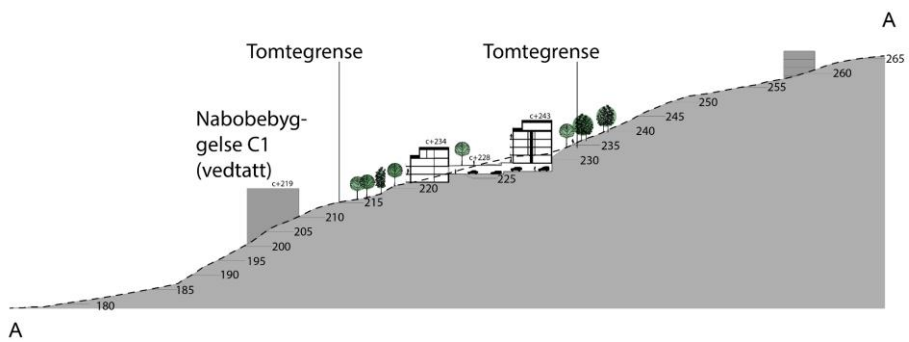 A
Tomtegrense
Tomtegrense
265
260
255
250
Nabobebyg-
gelse C1
(vedtatt)
c+243
245
240
235
c+234
c+228
230
225
220
c+219
215
210
205
200
195
190
185
180
A